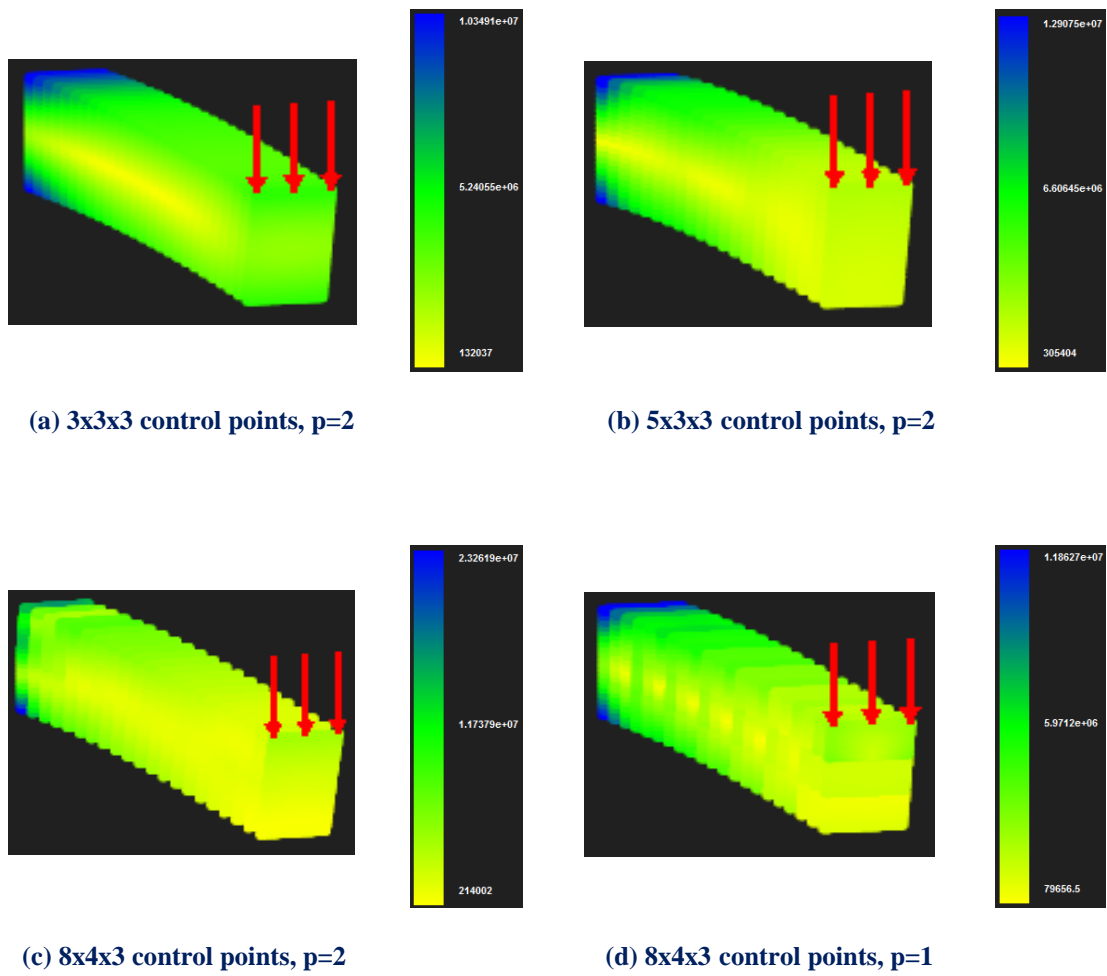 1.03491e+07
5.24055e+06
132037
1.29075e+07
6.60645e+06
305404
(a) 3x3x3 control points, p=2
(b) 5x3x3 control points, p=2
2.32619e+07
1.17379e+07
214002
1.18627e+07
5.9712e+06
79656.5
(c) 8x4x3 control points, p=2
(d) 8x4x3 control points, p=1